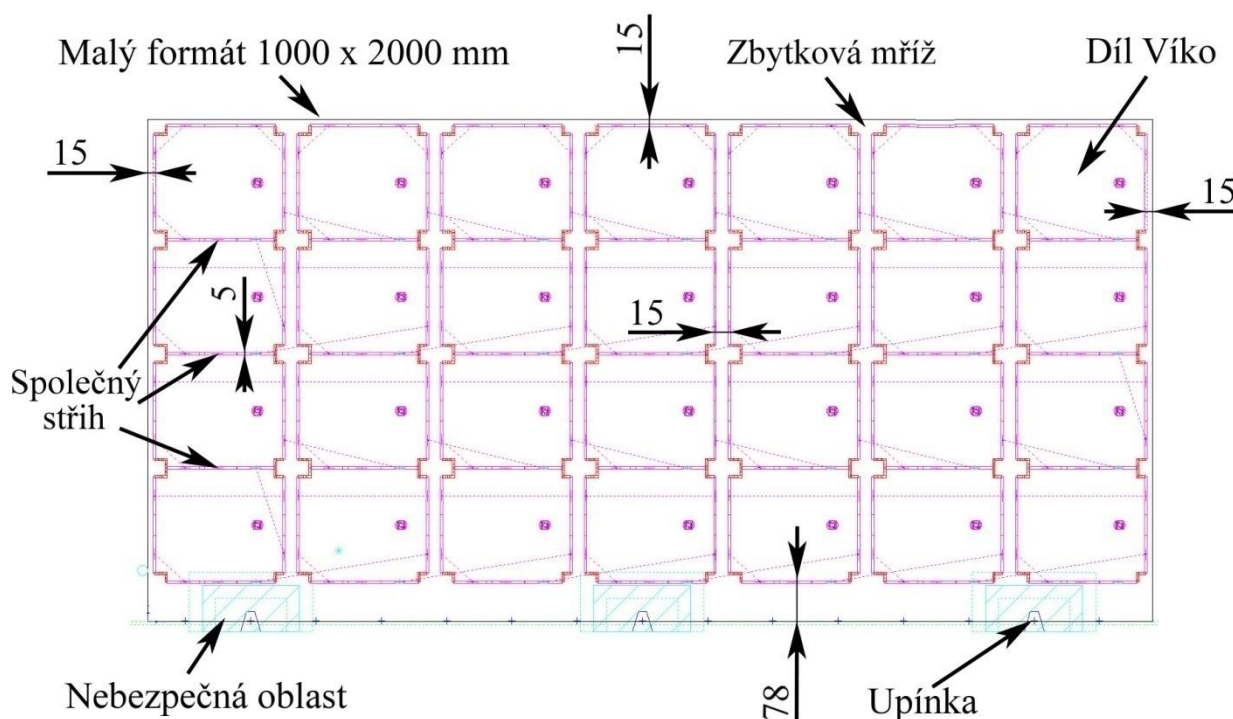 Malý formát 1000 x 2000 mm
15
Zbytková mříž
Díl Víko
15
15
5
15
Společný
střih
78
Nebezpečná oblast
Upínka